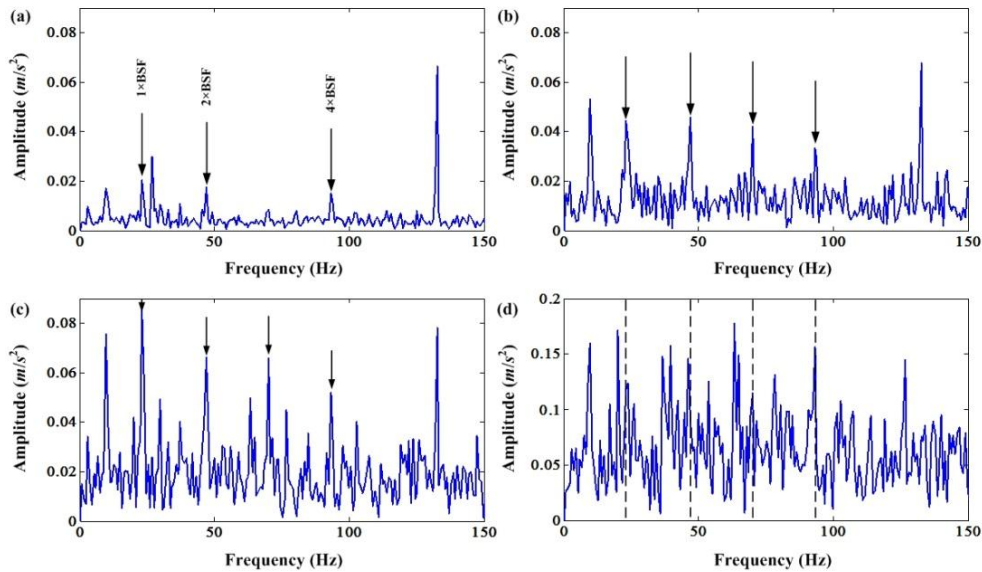 (a)
Amplitude (m/s²)
0.08
0.06
0.04
0.02
0
1×BSF
2×BSF
4×BSF
0 50 100 150
Frequency (Hz)
(b)
Amplitude (m/s²)
0.08
0.06
0.04
0.02
0
0 50 100 150
Frequency (Hz)
(c)
Amplitude (m/s²)
0.08
0.06
0.04
0.02
0
0 50 100 150
Frequency (Hz)
(d)
Amplitude (m/s²)
0.2
0.15
0.1
0.05
0
0 50 100 150
Frequency (Hz)